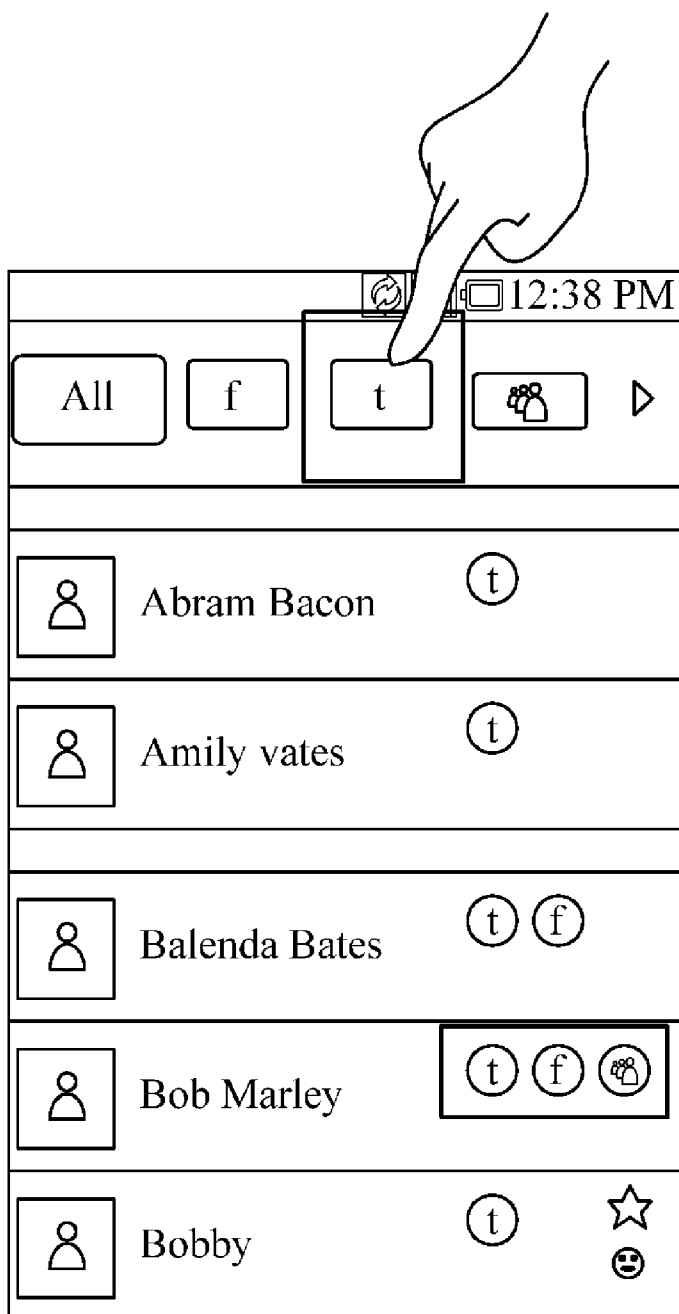 12:38 PM
All f t
Abram Bacon t
Amily vates t
Balenda Bates t f
Bob Marley t f
Bobby t